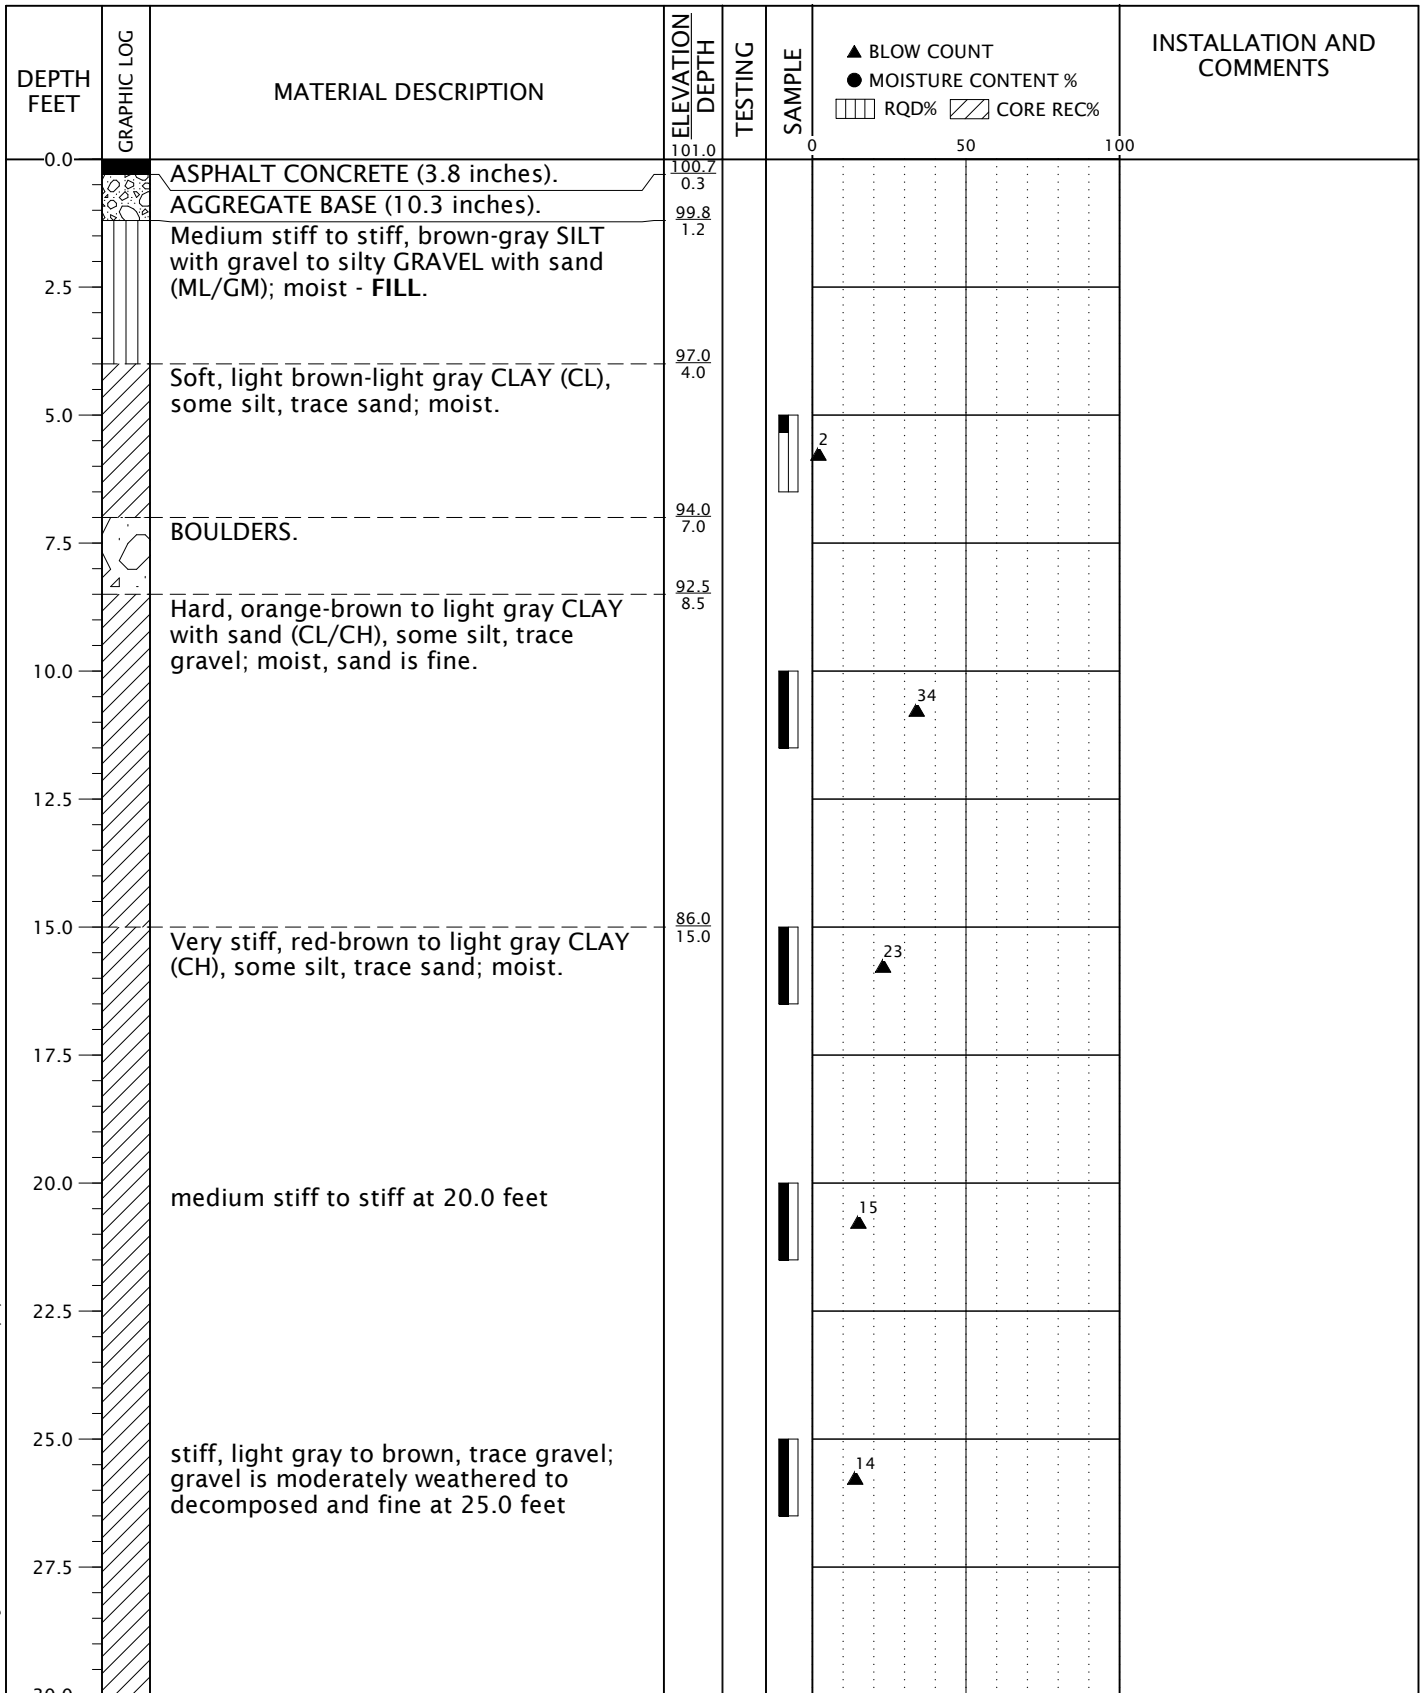 DEPTH
FEET
GRAPHIC LOG
MATERIAL DESCRIPTION
ELEVATION
DEPTH
TESTING
SAMPLE
▲ BLOW COUNT
● MOISTURE CONTENT %
RQD% CORE REC%
INSTALLATION AND
COMMENTS
0 50 100
101.0
0.0
ASPHALT CONCRETE (3.8 inches).
100.7
0.3
AGGREGATE BASE (10.3 inches).
99.8
1.2
Medium stiff to stiff, brown-gray SILT
with gravel to silty GRAVEL with sand
(ML/GM); moist - FILL.
2.5
97.0
4.0
Soft, light brown-light gray CLAY (CL),
some silt, trace sand; moist.
5.0
2
94.0
7.0
BOULDERS.
7.5
92.5
8.5
Hard, orange-brown to light gray CLAY
with sand (CL/CH), some silt, trace
gravel; moist, sand is fine.
10.0
34
12.5
86.0
15.0
15.0
Very stiff, red-brown to light gray CLAY
(CH), some silt, trace sand; moist.
23
17.5
20.0
medium stiff to stiff at 20.0 feet
15
22.5
25.0
stiff, light gray to brown, trace gravel;
gravel is moderately weathered to
decomposed and fine at 25.0 feet
14
27.5